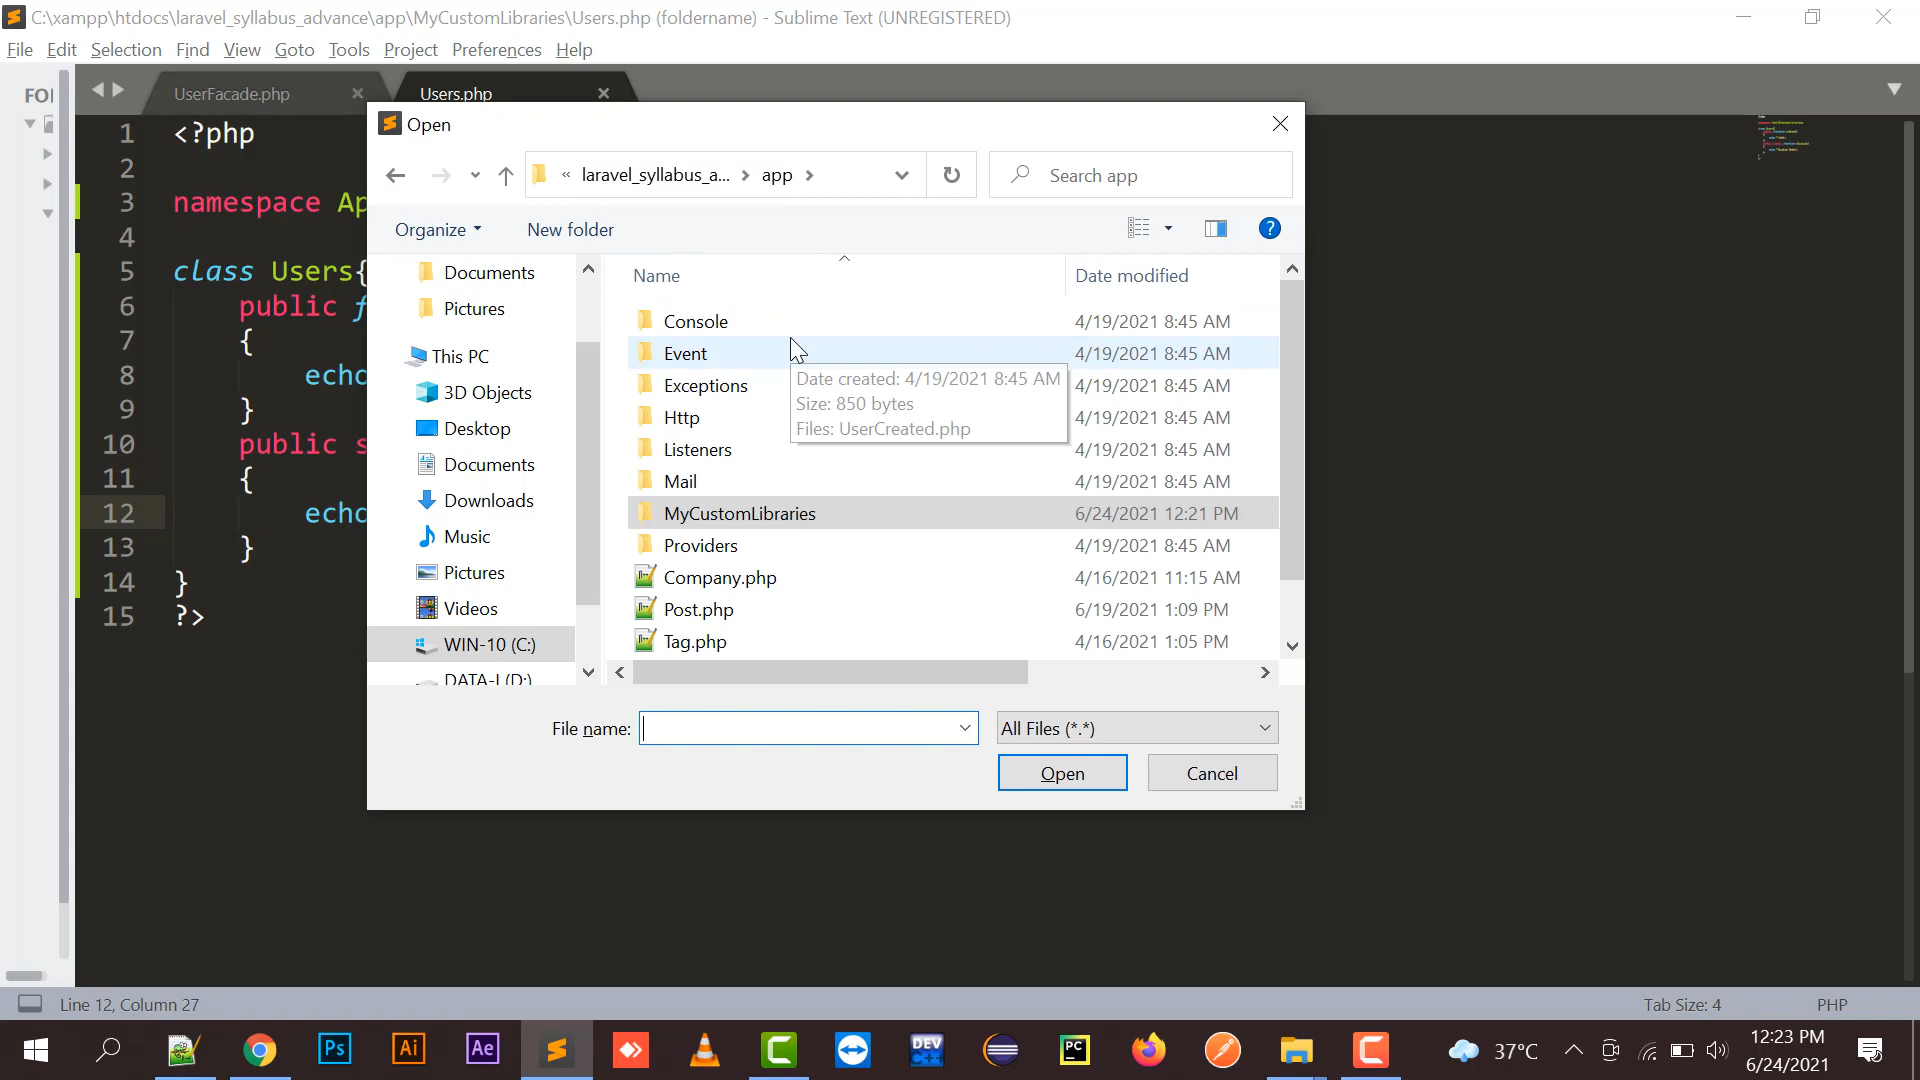 C:\xampp\htdocs\laravel_syllabus_advance\app\MyCustomLibraries\Users.php (foldername) - Sublime Text (UNREGISTERED)
File Edit Selection Find View Goto Tools Project Preferences Help
FOI
UserFacade.php
Users.php
1 <?php
2
3 namespace Ap
4
5 class Users{
6 public f
7 {
8 echo
9 }
10 public s
11 {
12 echo
13 }
14 }
15 ?>
Open
« laravel_syllabus_a... > app >
Search app
Organize New folder
Documents
Pictures
This PC
3D Objects
Desktop
Documents
Downloads
Music
Pictures
Videos
WIN-10 (C:)
DATA-I (D:)
Name Date modified
Console 4/19/2021 8:45 AM
Event 4/19/2021 8:45 AM
Exceptions 4/19/2021 8:45 AM
Http 4/19/2021 8:45 AM
Listeners 4/19/2021 8:45 AM
Mail 4/19/2021 8:45 AM
MyCustomLibraries 6/24/2021 12:21 PM
Providers 4/19/2021 8:45 AM
Company.php 4/16/2021 11:15 AM
Post.php 6/19/2021 1:09 PM
Tag.php 4/16/2021 1:05 PM
Date created: 4/19/2021 8:45 AM
Size: 850 bytes
Files: UserCreated.php
File name:
All Files (*.*)
Open Cancel
Line 12, Column 27
Tab Size: 4 PHP
Ps Ai Ae DEV C++ PC
37°C
12:23 PM
6/24/2021